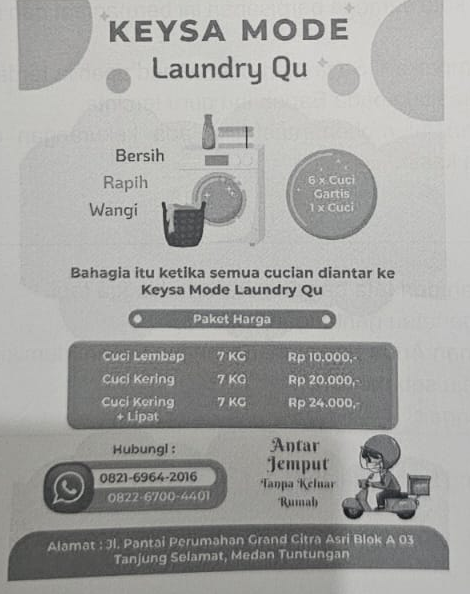 KEYSA MODE
Laundry Qu
Bersih
Rapih
Wangi
6 x Cuci
Gartis
1 x Cuci
Bahagia itu ketika semua cucian diantar ke
Keysa Mode Laundry Qu
Paket Harga
Cuci Lembap 7 KG Rp 10,000,-
Cuci Kering 7 KG Rp 20.000,-
Cuci Kering 7 KG Rp 24.000,-
+ Lipat
Hubungi :
0821-6964-2016
0822-6700-4401
Antar
Jemput
Tanpa Keluar
Rumah
Alamat : Jl. Pantai Perumahan Grand Citra Asri Blok A 03
Tanjung Selamat, Medan Tuntungan